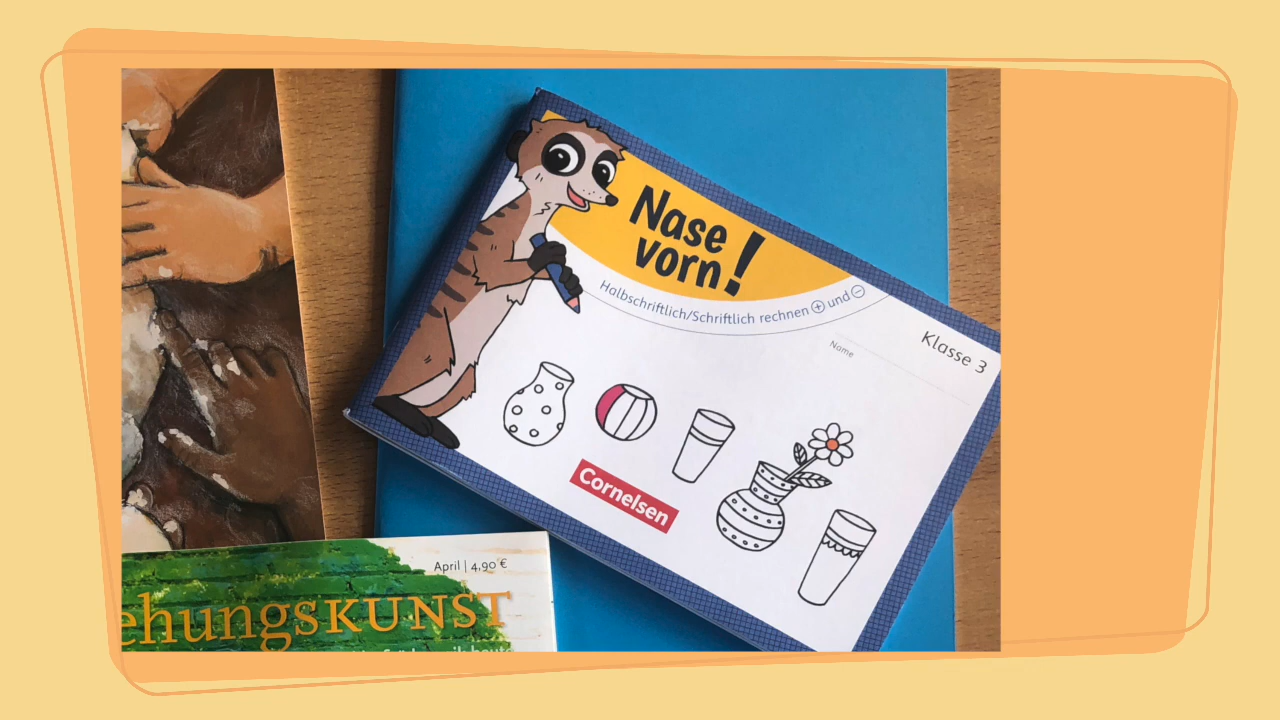 Nase
vorn!
Halbschriftlich/Schriftlich rechnen + und −
Klasse 3
Name
Cornelsen
April | 4,90 €
ehungsKUNST